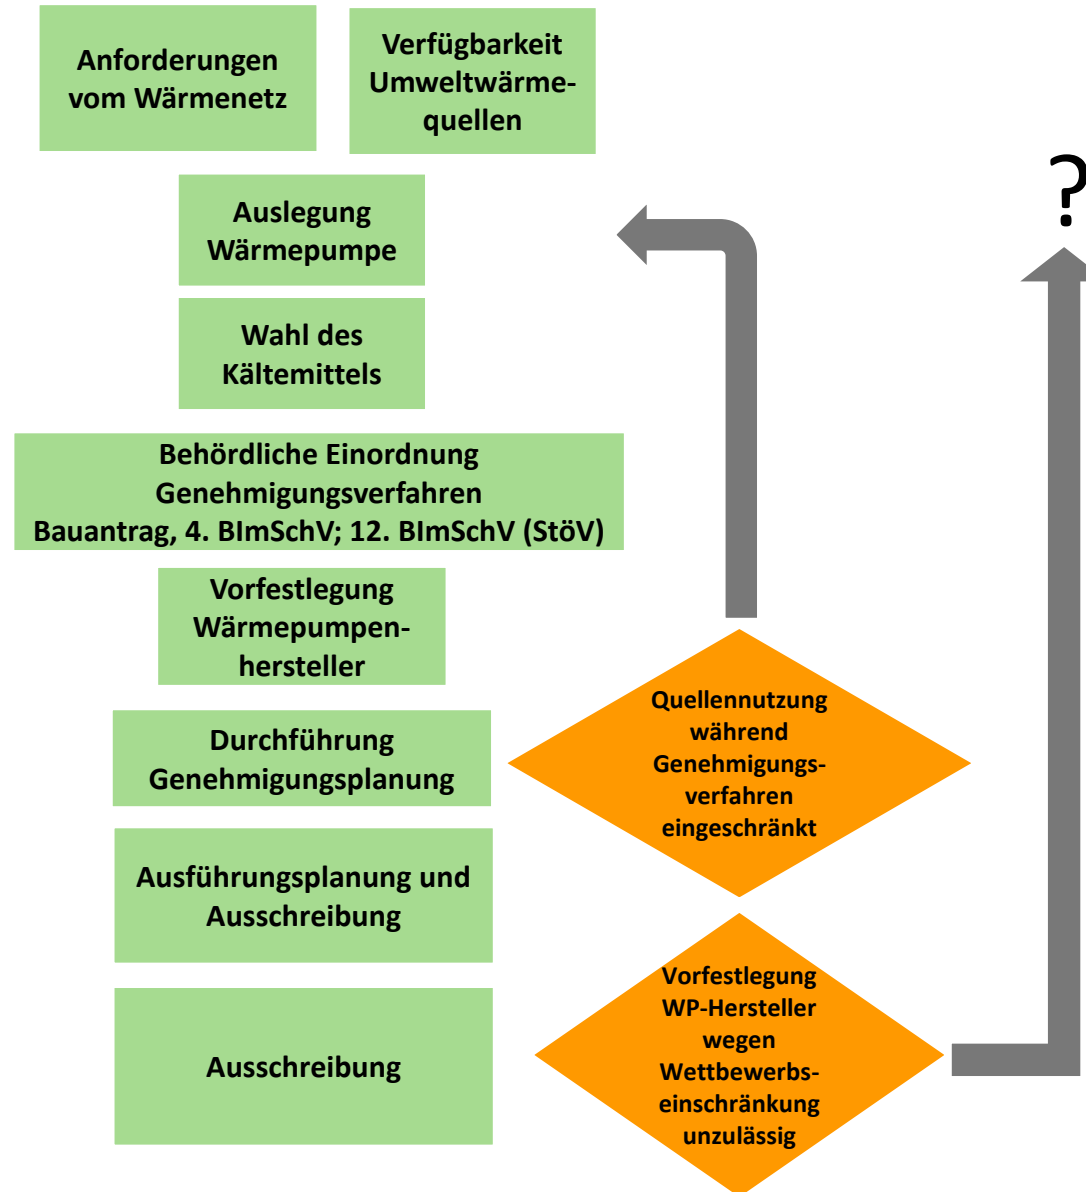 Anforderungen
vom Wärmenetz
Verfügbarkeit
Umweltwärme-
quellen
?
Auslegung
Wärmepumpe
Wahl des
Kältemittels
Behördliche Einordnung
Genehmigungsverfahren
Bauantrag, 4. BImSchV; 12. BImSchV (StöV)
Vorfestlegung
Wärmepumpen-
hersteller
Durchführung
Genehmigungsplanung
Quellennutzung
während
Genehmigungs-
verfahren
eingeschränkt
Ausführungsplanung und
Ausschreibung
Ausschreibung
Vorfestlegung
WP-Hersteller
wegen
Wettbewerbs-
einschränkung
unzulässig